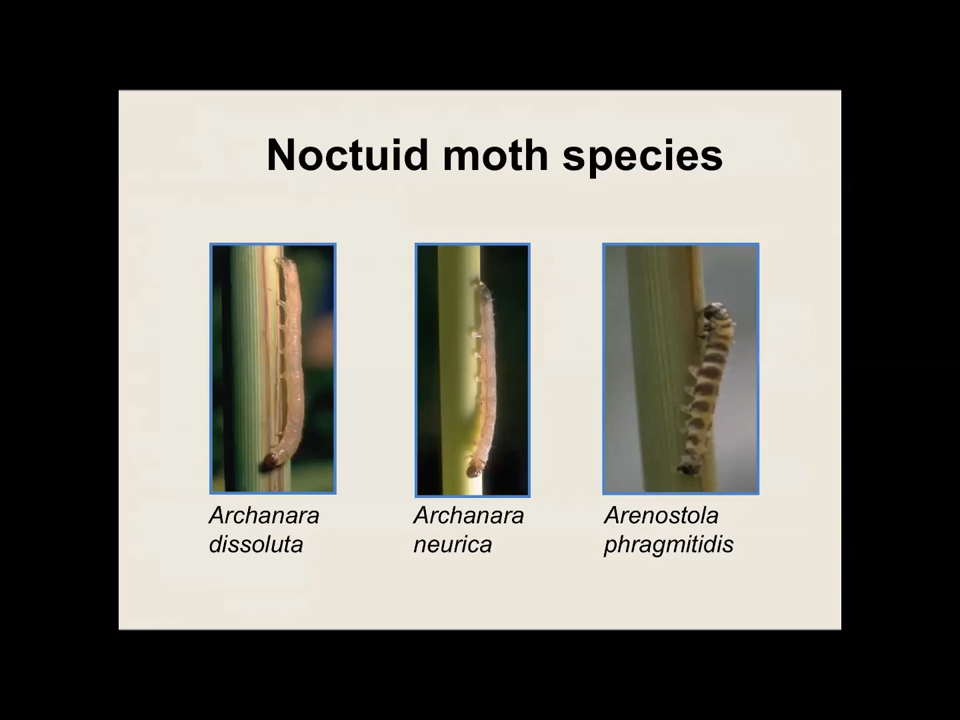 Noctuid moth species
Archanara
dissoluta
Archanara
neurica
Arenostola
phragmitidis